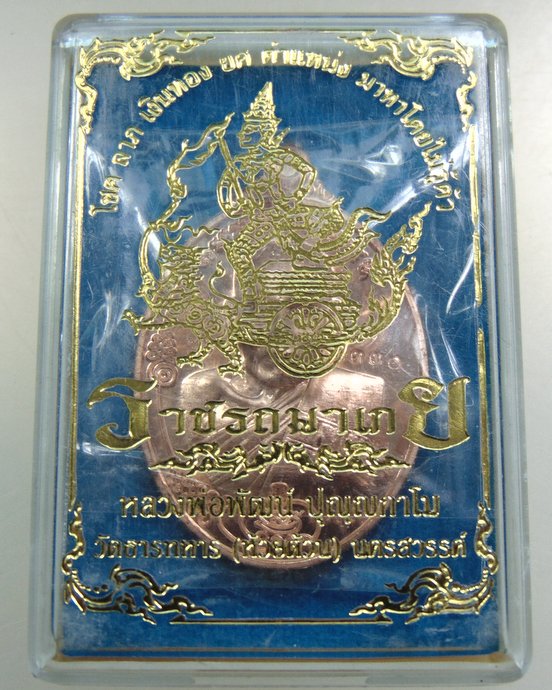 โชค ลาภ เงินทอง ยศ ตำแหน่ง มาหาโดยไม่รู้ตัว
ราชรถมาเกย
หลวงพ่อพัฒน์ ปุญฺญกาโม
วัดธารทหาร (ห้วยด้วน) นครสวรรค์